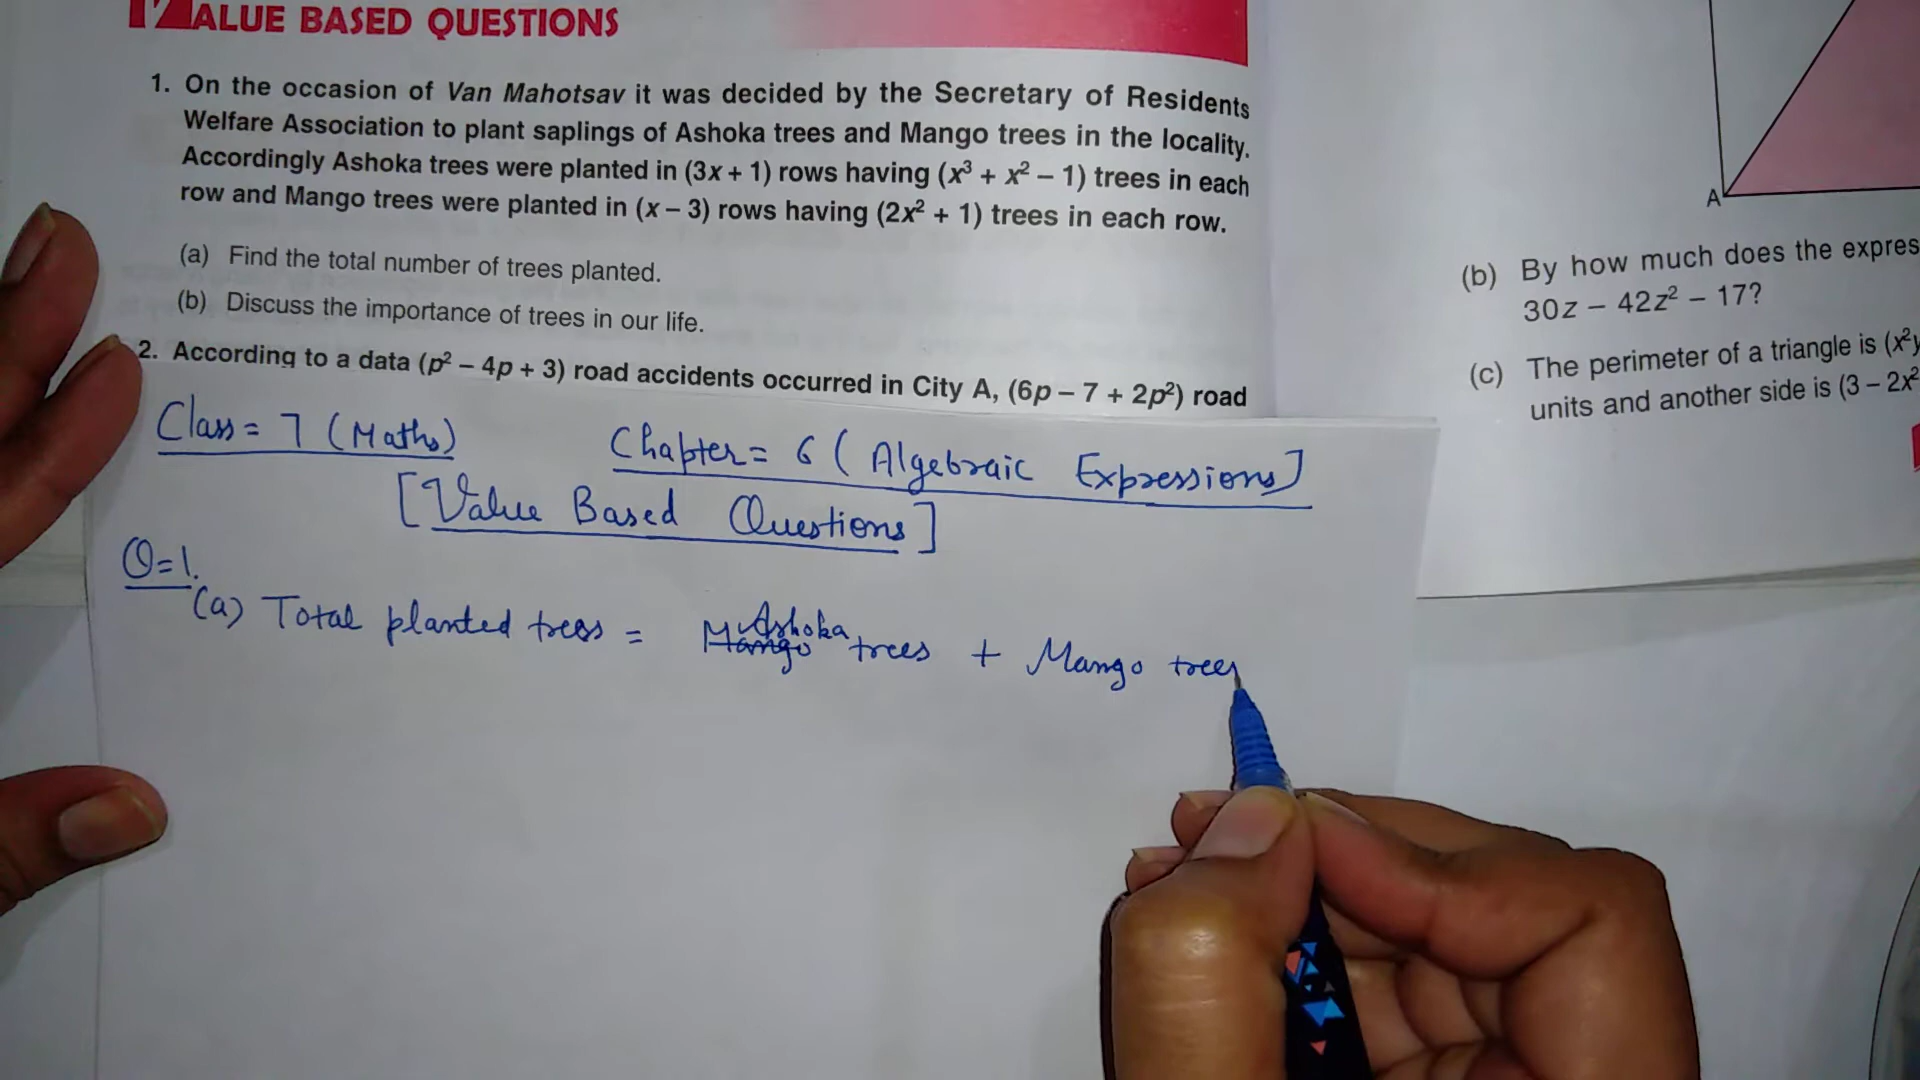 VALUE BASED QUESTIONS
1. On the occasion of Van Mahotsav it was decided by the Secretary of Residents
Welfare Association to plant saplings of Ashoka trees and Mango trees in the locality.
Accordingly Ashoka trees were planted in (3x + 1) rows having (x³ + x² – 1) trees in each
row and Mango trees were planted in (x – 3) rows having (2x² + 1) trees in each row.
(a) Find the total number of trees planted.
(b) Discuss the importance of trees in our life.
2. According to a data (p² – 4p + 3) road accidents occurred in City A, (6p – 7 + 2p²) road
Class = 7 (Maths) Chapter = 6 ( Algebraic Expressions]
[Value Based Questions]
Q=1.
(a) Total planted trees = Mango Ashoka trees + Mango trees
A
(b) By how much does the expres
30z – 42z² – 17?
(c) The perimeter of a triangle is (x²y
units and another side is (3 – 2x²